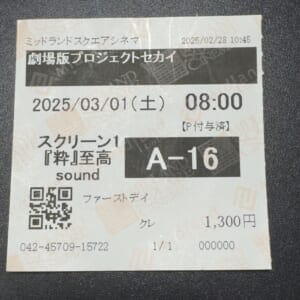 ミッドランドスクエアシネマ 2025/02/28 10:45
劇場版プロジェクトセカイ
2025/03/01(土) 08:00
【P付与済】
スクリーン1
『粋』至高
sound
A-16
ファーストデイ
クレ 1,300円
042-45709-15722 1/1 000000